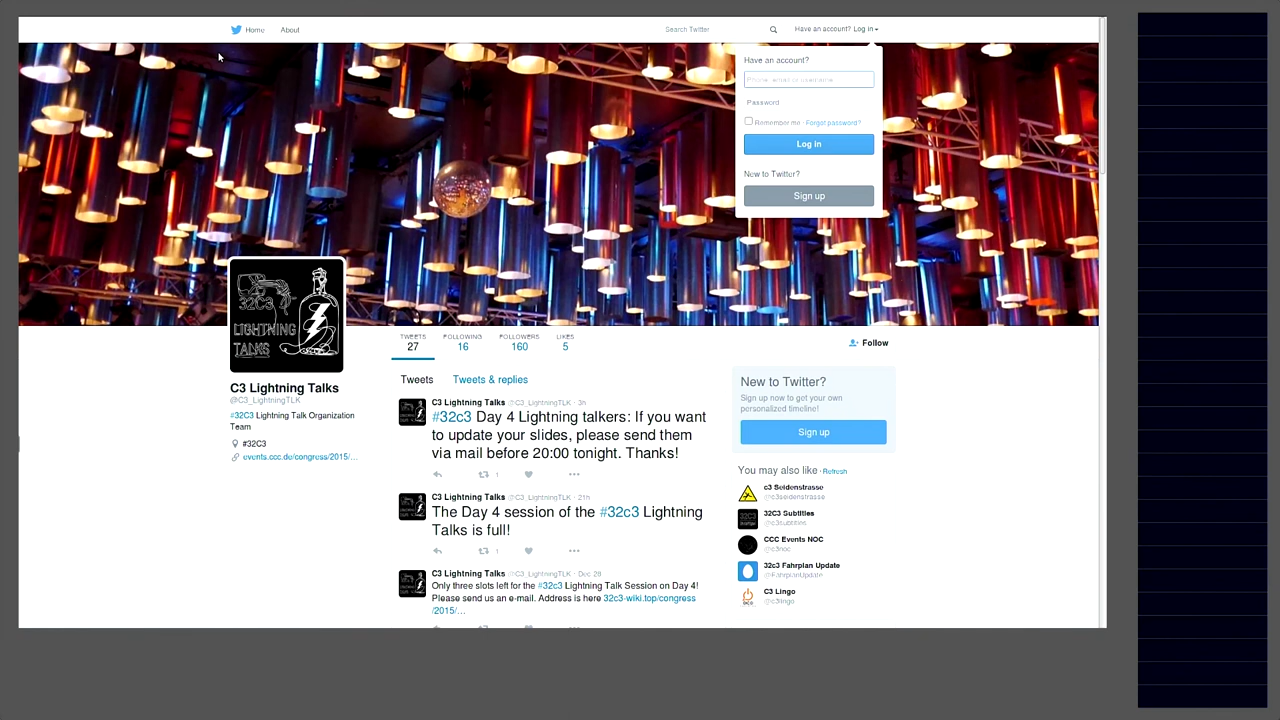 Home
About
Search Twitter
Have an account? Log in
Have an account?
Phone, email or username
Password
Remember me · Forgot password?
Log in
New to Twitter?
Sign up
32C3
LIGHTNING
TALKS
C3 Lightning Talks
@C3_LightningTLK
#32C3 Lightning Talk Organization
Team
#32C3
events.ccc.de/congress/2015/...
TWEETS
27
FOLLOWING
16
FOLLOWERS
160
LIKES
5
Follow
Tweets
Tweets & replies
C3 Lightning Talks @C3_LightningTLK · 3h
#32c3 Day 4 Lightning talkers: If you want
to update your slides, please send them
via mail before 20:00 tonight. Thanks!
1
C3 Lightning Talks @C3_LightningTLK · 21h
The Day 4 session of the #32c3 Lightning
Talks is full!
1
C3 Lightning Talks @C3_LightningTLK
Only three slots left for the #32c3 Lightning Talk Session on Day 4!
Please send us an e-mail. Address is here 32c3-wiki.top/congress
/2015/...
New to Twitter?
Sign up now to get your own
personalized timeline!
Sign up
You may also like · Refresh
c3 Seidenstrasse
@c3seidenstrasse
32C3 Subtitles
@c3subtitles
CCC Events NOC
@c3noc
32c3 Fahrplan Update
@FahrplanUpdate
C3 Lingo
@c3lingo